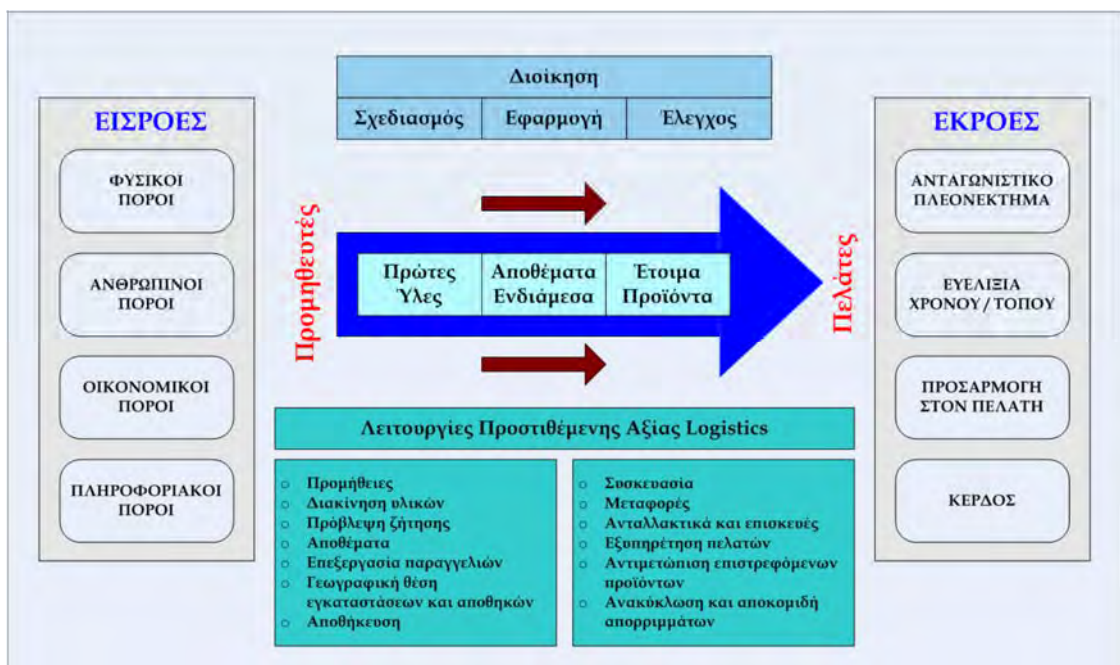 Διοίκηση
Σχεδιασμός
Εφαρμογή
Έλεγχος
ΕΙΣΡΟΕΣ
ΦΥΣΙΚΟΙ
ΠΟΡΟΙ
ΑΝΘΡΩΠΙΝΟΙ
ΠΟΡΟΙ
ΟΙΚΟΝΟΜΙΚΟΙ
ΠΟΡΟΙ
ΠΛΗΡΟΦΟΡΙΑΚΟΙ
ΠΟΡΟΙ
Προμηθευτές
Πρώτες
Ύλες
Αποθέματα
Ενδιάμεσα
Έτοιμα
Προϊόντα
Πελάτες
ΕΚΡΟΕΣ
ΑΝΤΑΓΩΝΙΣΤΙΚΟ
ΠΛΕΟΝΕΚΤΗΜΑ
ΕΥΕΛΙΞΙΑ
ΧΡΟΝΟΥ / ΤΟΠΟΥ
ΠΡΟΣΑΡΜΟΓΗ
ΣΤΟΝ ΠΕΛΑΤΗ
ΚΕΡΔΟΣ
Λειτουργίες Προστιθέμενης Αξίας Logistics
o Προμήθειες
o Διακίνηση υλικών
o Πρόβλεψη ζήτησης
o Αποθέματα
o Επεξεργασία παραγγελιών
o Γεωγραφική θέση
εγκαταστάσεων και αποθηκών
o Αποθήκευση
o Συσκευασία
o Μεταφορές
o Ανταλλακτικά και επισκευές
o Εξυπηρέτηση πελατών
o Αντιμετώπιση επιστρεφόμενων
προϊόντων
o Ανακύκλωση και αποκομιδή
απορριμμάτων